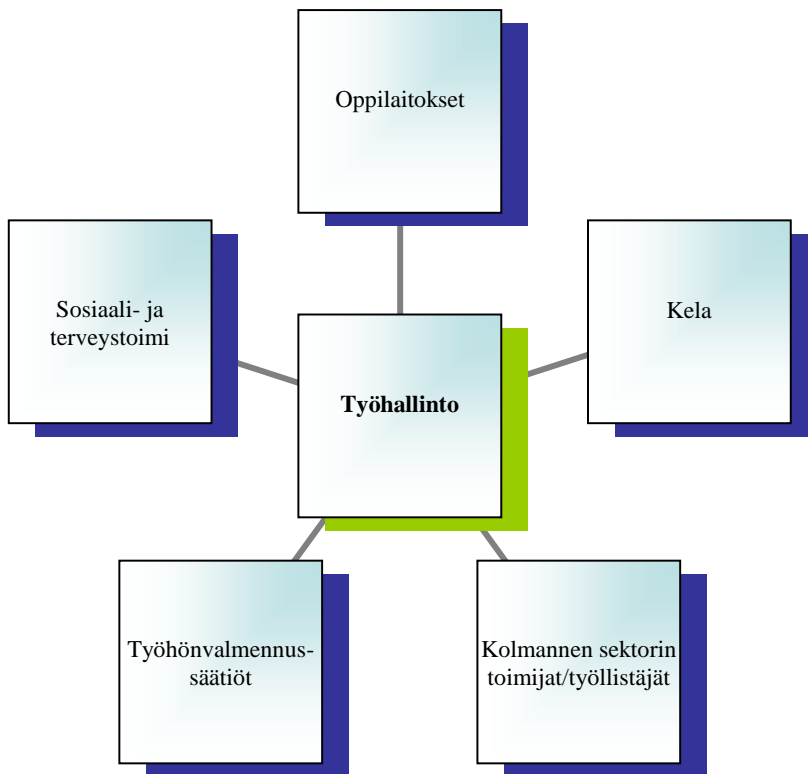 Oppilaitokset
Sosiaali- ja
terveystoimi
Kela
Työhallinto
Työhönvalmennus-
säätiöt
Kolmannen sektorin
toimijat/työllistäjät